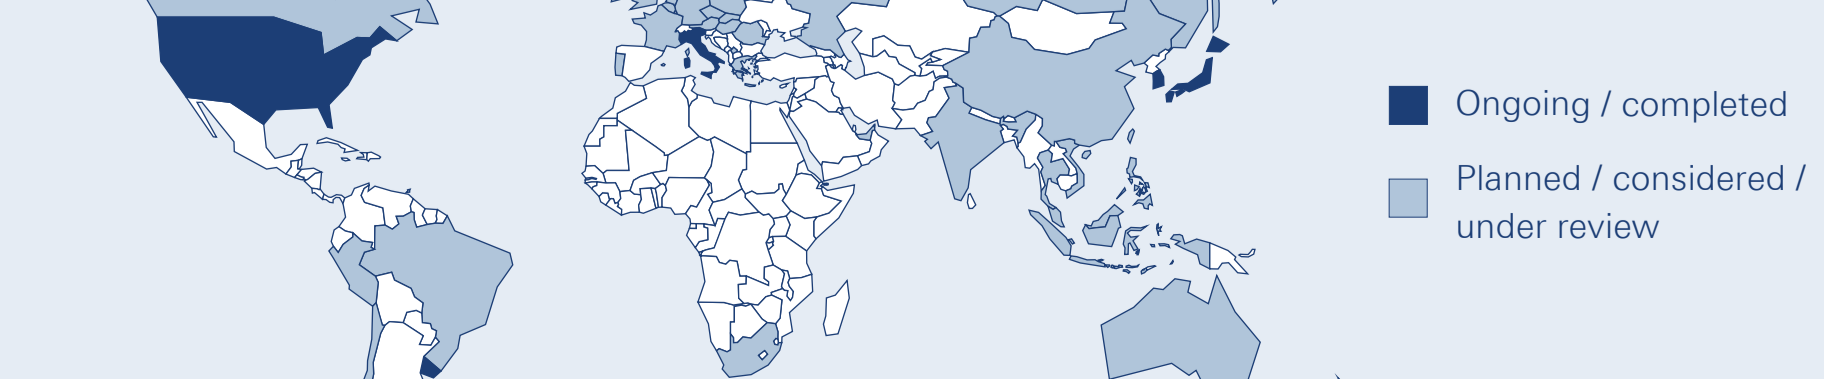 Ongoing / completed
Planned / considered /
under review